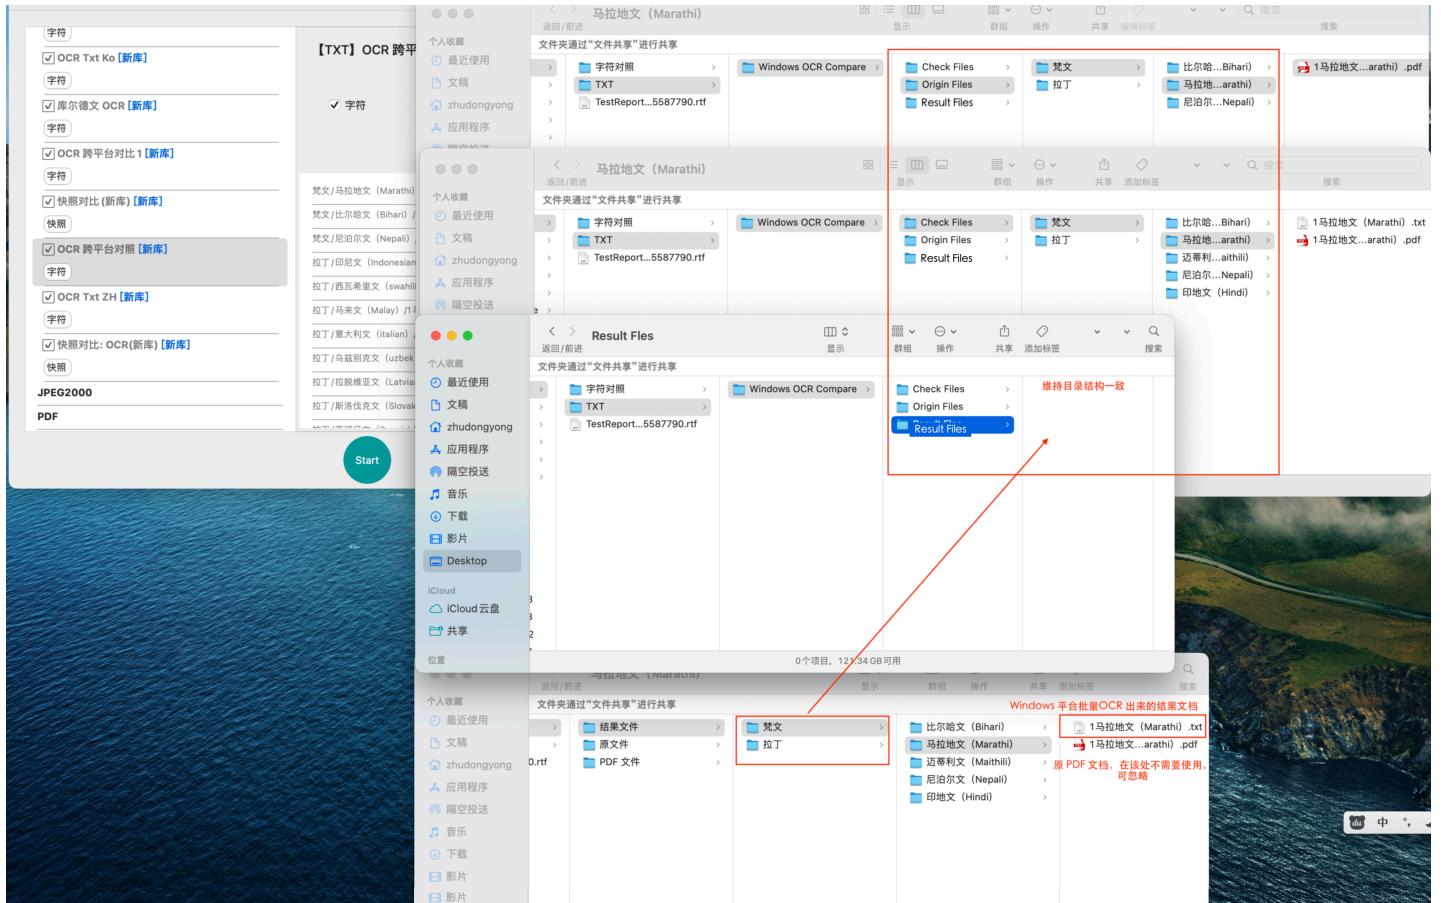 字符
OCR Txt Ko [新库]
字符
库尔德文 OCR [新库]
字符
OCR 跨平台对比1 [新库]
字符
快照对比 (新库) [新库]
快照
OCR 跨平台对照 [新库]
字符
OCR Txt ZH [新库]
字符
快照对比: OCR(新库) [新库]
快照
JPEG2000
PDF
【TXT】OCR 跨平
字符
梵文/马拉地文（Marathi)
梵文/比尔哈文（Bihari）/
梵文/尼泊尔文（Nepali）
拉丁/印尼文（Indonesian
拉丁/西瓦希里文（swahili
拉丁/马来文（Malay）/1
拉丁/意大利文（italian）
拉丁/乌兹别克文（uzbek
拉丁/拉脱维亚文（Latvia
拉丁/斯洛伐克文（Slovak
Start
马拉地文（Marathi）
返回/前进
显示
群组
操作
共享
编辑标签
搜索
搜索
个人收藏
最近使用
文稿
zhudongyong
应用程序
文件夹通过“文件共享”进行共享
字符对照
TXT
TestReport...5587790.rtf
Windows OCR Compare
Check Files
Origin Files
Result Files
梵文
拉丁
比尔哈...Bihari）
马拉地...arathi）
尼泊尔...Nepali）
1马拉地文...arathi）.pdf
马拉地文（Marathi）
返回/前进
显示
群组
操作
共享
添加标签
搜索
搜索
个人收藏
最近使用
文稿
zhudongyong
应用程序
隔空投送
文件夹通过“文件共享”进行共享
字符对照
TXT
TestReport...5587790.rtf
Windows OCR Compare
Check Files
Origin Files
Result Files
梵文
拉丁
比尔哈...Bihari）
马拉地...arathi）
迈蒂利...aithili）
尼泊尔...Nepali）
印地文（Hindi）
1马拉地文（Marathi）.txt
1马拉地文...arathi）.pdf
Result Fles
返回/前进
显示
群组
操作
共享
添加标签
搜索
个人收藏
最近使用
文稿
zhudongyong
应用程序
隔空投送
音乐
下载
影片
Desktop
iCloud
iCloud云盘
共享
位置
文件夹通过“文件共享”进行共享
字符对照
TXT
TestReport...5587790.rtf
Windows OCR Compare
Check Files
Origin Files
Result Files
维持目录结构一致
0个项目，121.34 GB可用
马拉地文（Marathi）
返回/前进
显示
群组
操作
共享
添加标签
搜索
个人收藏
最近使用
文稿
zhudongyong
应用程序
隔空投送
音乐
下载
影片
影片
文件夹通过“文件共享”进行共享
0.rtf
结果文件
原文件
PDF 文件
梵文
拉丁
比尔哈文（Bihari）
马拉地文（Marathi）
迈蒂利文（Maithili）
尼泊尔文（Nepali）
印地文（Hindi）
Windows 平台批量OCR 出来的结果文档
1马拉地文（Marathi）.txt
1马拉地文...arathi）.pdf
原 PDF 文档，在该处不需要使用，
可忽略
du 中 °,